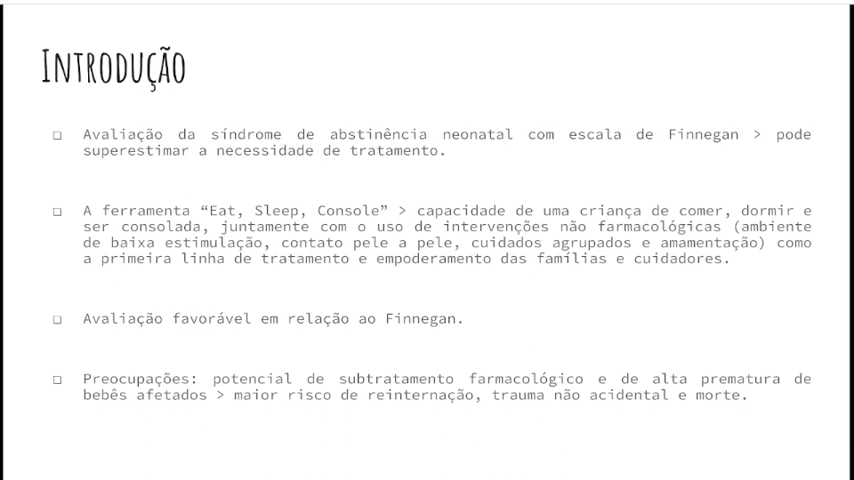 Introdução
Avaliação da síndrome de abstinência neonatal com escala de Finnegan > pode
superestimar a necessidade de tratamento.
A ferramenta “Eat, Sleep, Console” > capacidade de uma criança de comer, dormir e
ser consolada, juntamente com o uso de intervenções não farmacológicas (ambiente
de baixa estimulação, contato pele a pele, cuidados agrupados e amamentação) como
a primeira linha de tratamento e empoderamento das famílias e cuidadores.
Avaliação favorável em relação ao Finnegan.
Preocupações: potencial de subtratamento farmacológico e de alta prematura de
bebês afetados > maior risco de reinternação, trauma não acidental e morte.